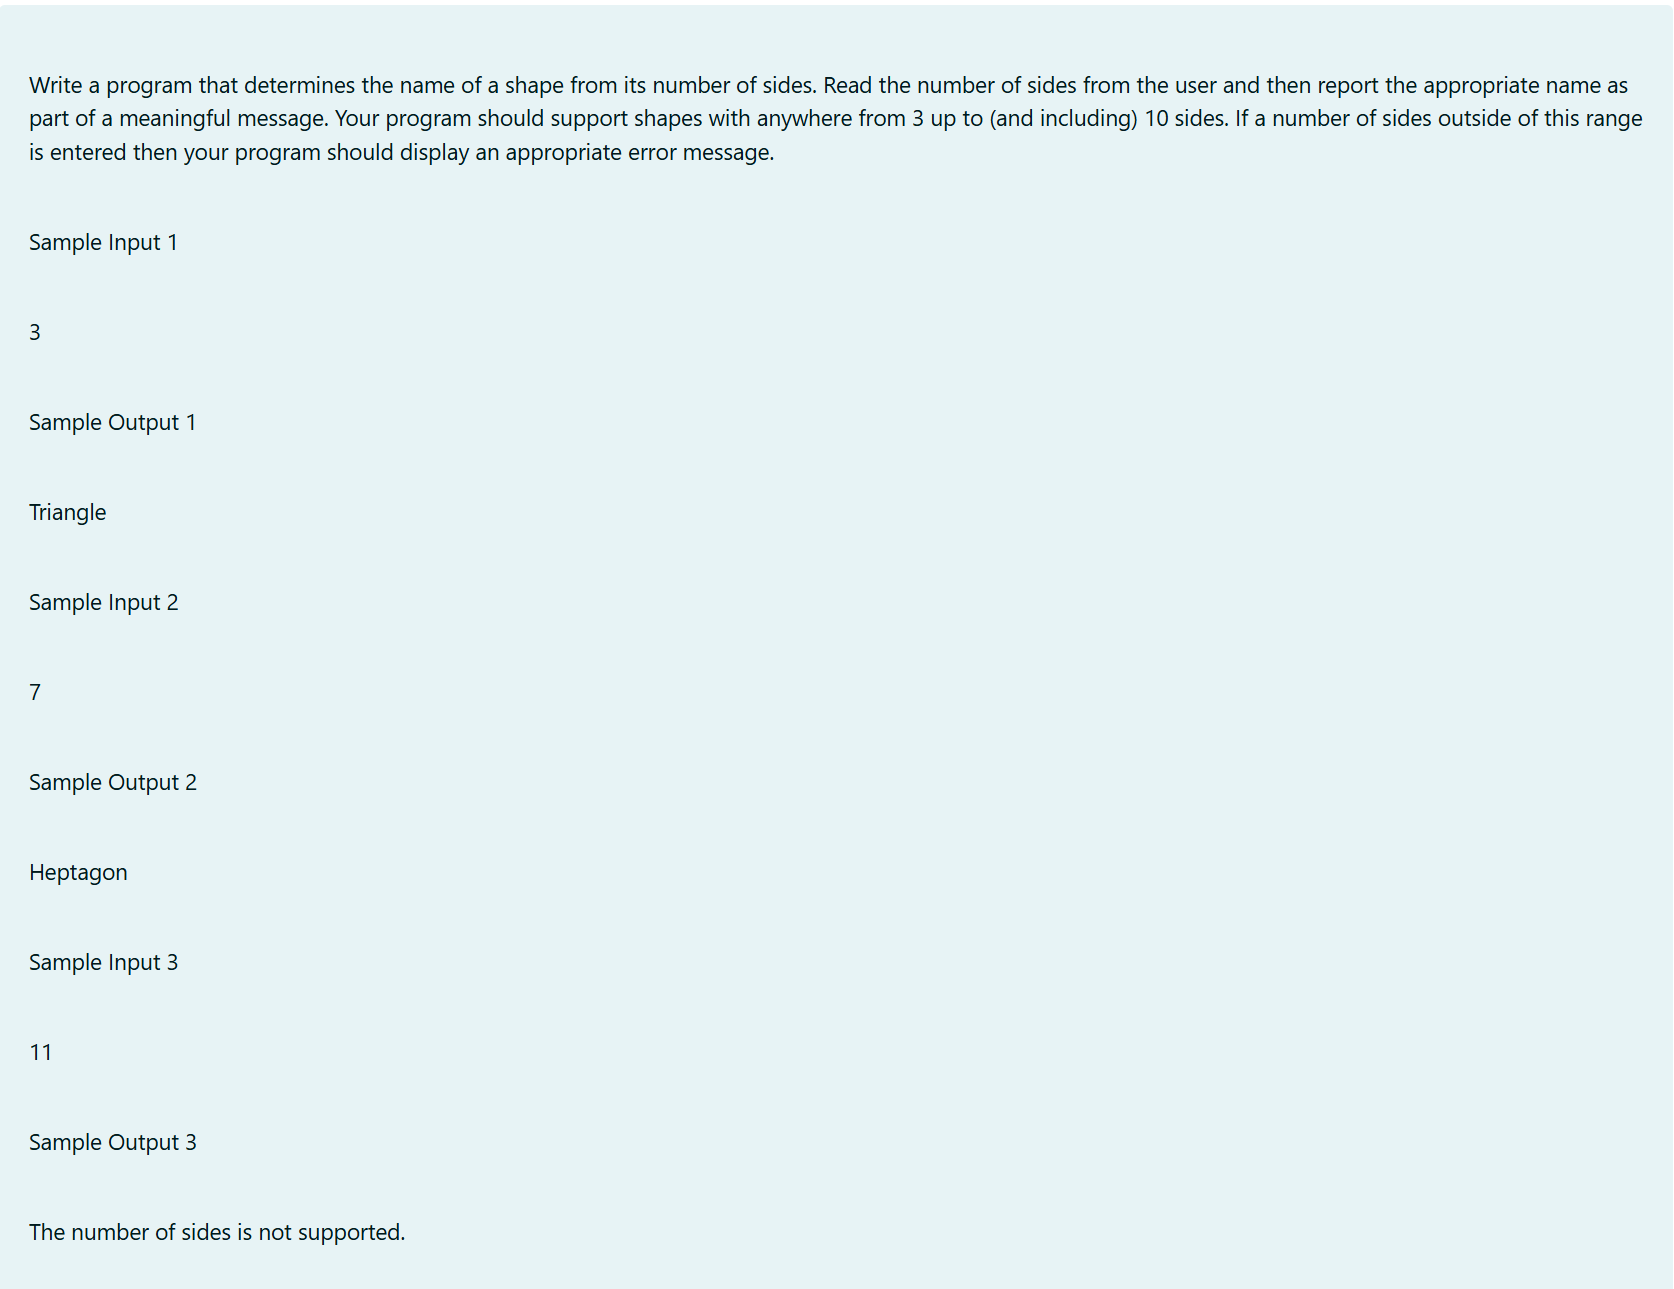 Write a program that determines the name of a shape from its number of sides. Read the number of sides from the user and then report the appropriate name as
part of a meaningful message. Your program should support shapes with anywhere from 3 up to (and including) 10 sides. If a number of sides outside of this range
is entered then your program should display an appropriate error message.
Sample Input 1
3
Sample Output 1
Triangle
Sample Input 2
7
Sample Output 2
Heptagon
Sample Input 3
11
Sample Output 3
The number of sides is not supported.